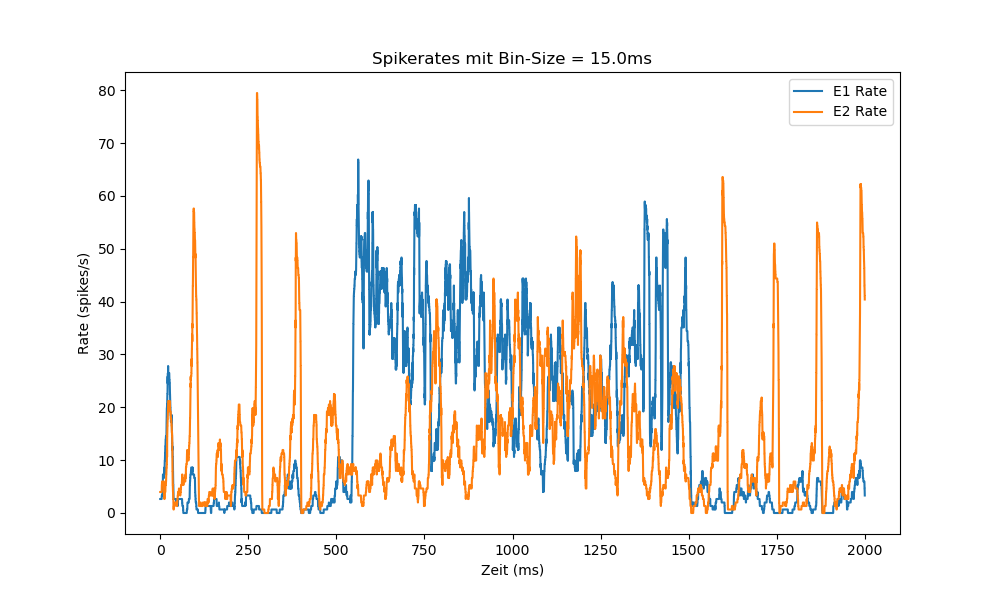 Spikerates mit Bin-Size = 15.0ms
E1 Rate
E2 Rate
Rate (spikes/s)
80
70
60
50
40
30
20
10
0
0 250 500 750 1000 1250 1500 1750 2000
Zeit (ms)